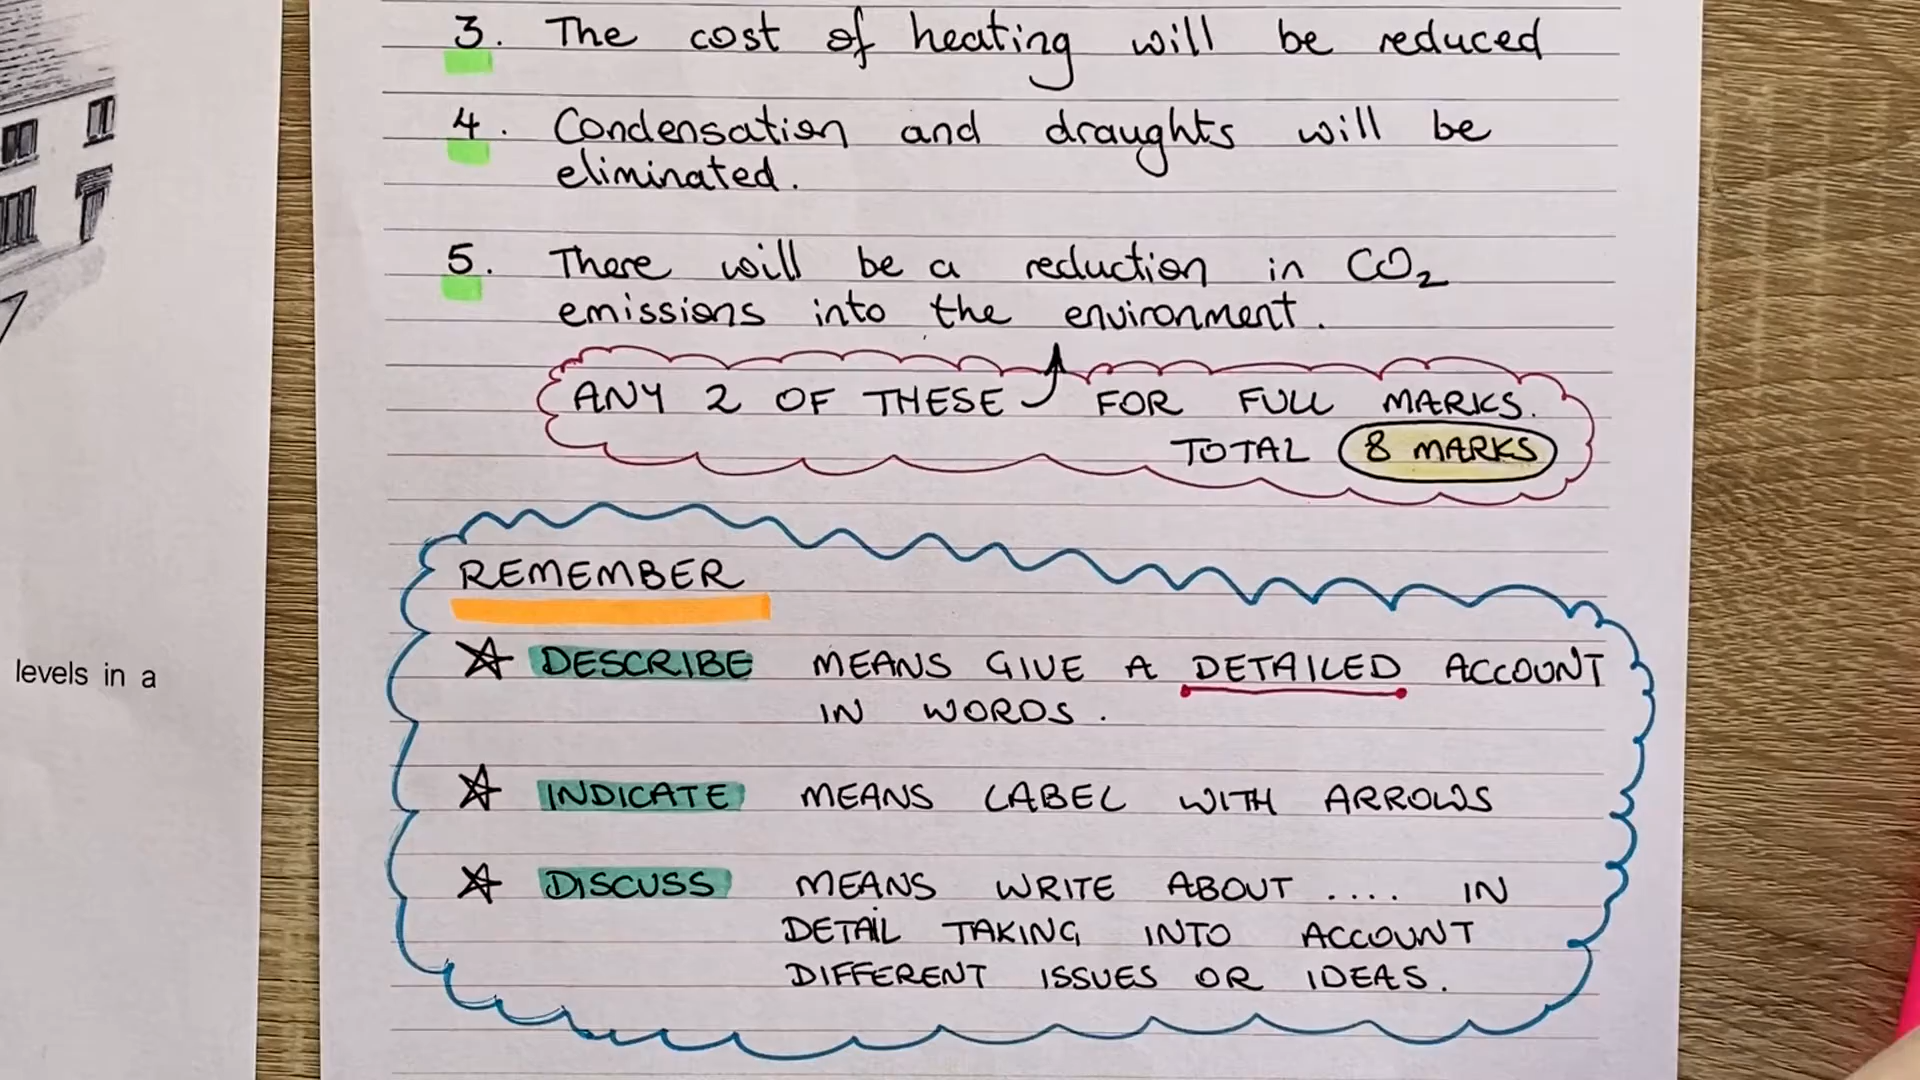 3. The cost of heating will be reduced
4. Condensation and draughts will be
eliminated.
5. There will be a reduction in CO₂
emissions into the environment.
ANY 2 OF THESE FOR FULL MARKS.
TOTAL 8 MARKS
REMEMBER
DESCRIBE MEANS GIVE A DETAILED ACCOUNT
IN WORDS.
INDICATE MEANS LABEL WITH ARROWS
DISCUSS MEANS WRITE ABOUT .... IN
DETAIL TAKING INTO ACCOUNT
DIFFERENT ISSUES OR IDEAS.
levels in a